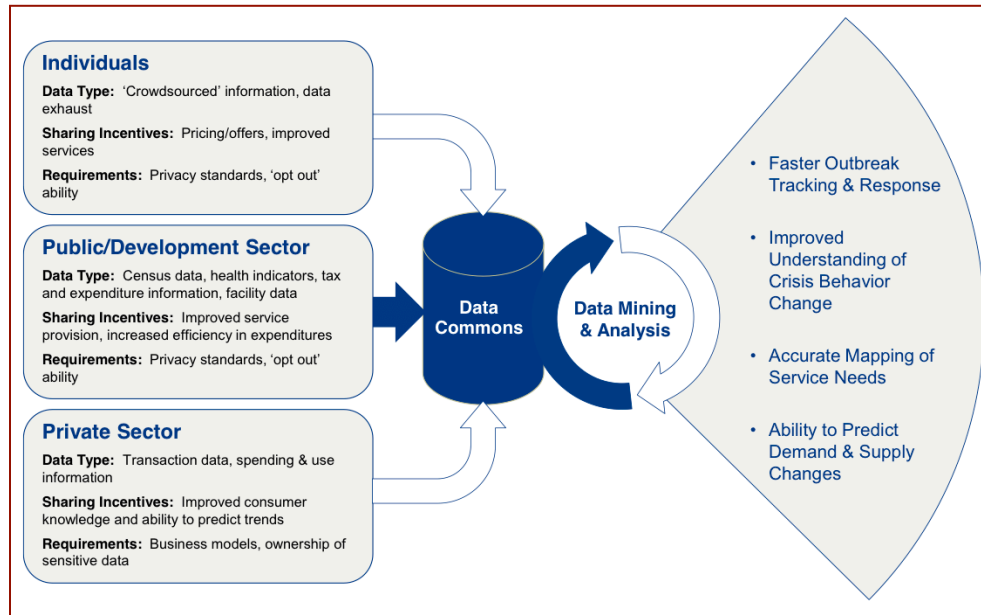 Individuals
Data Type: ‘Crowdsourced’ information, data
exhaust
Sharing Incentives: Pricing/offers, improved
services
Requirements: Privacy standards, ‘opt out’
ability
Public/Development Sector
Data Type: Census data, health indicators, tax
and expenditure information, facility data
Sharing Incentives: Improved service
provision, increased efficiency in expenditures
Requirements: Privacy standards, ‘opt out’
ability
Private Sector
Data Type: Transaction data, spending & use
information
Sharing Incentives: Improved consumer
knowledge and ability to predict trends
Requirements: Business models, ownership of
sensitive data
Data
Commons
Data Mining
& Analysis
• Faster Outbreak
Tracking & Response
• Improved
Understanding of
Crisis Behavior
Change
• Accurate Mapping of
Service Needs
• Ability to Predict
Demand & Supply
Changes